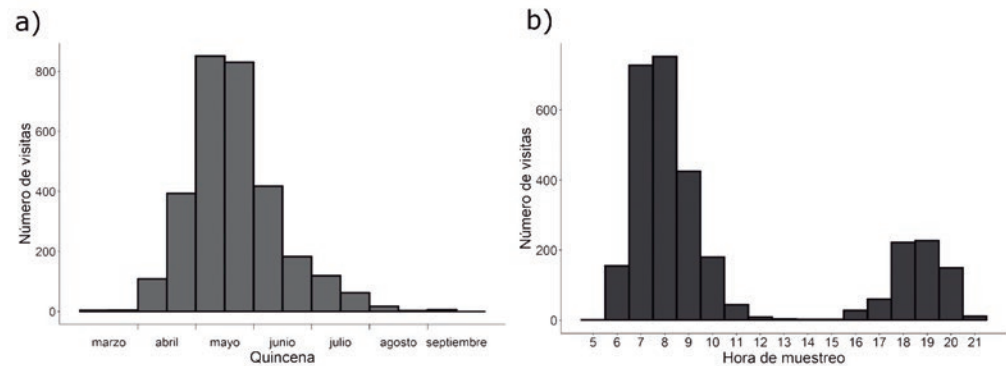 a)
Número de visitas
800
600
400
200
0
marzo abril mayo junio julio agosto septiembre
Quincena
b)
Número de visitas
600
400
200
0
5 6 7 8 9 10 11 12 13 14 15 16 17 18 19 20 21
Hora de muestreo